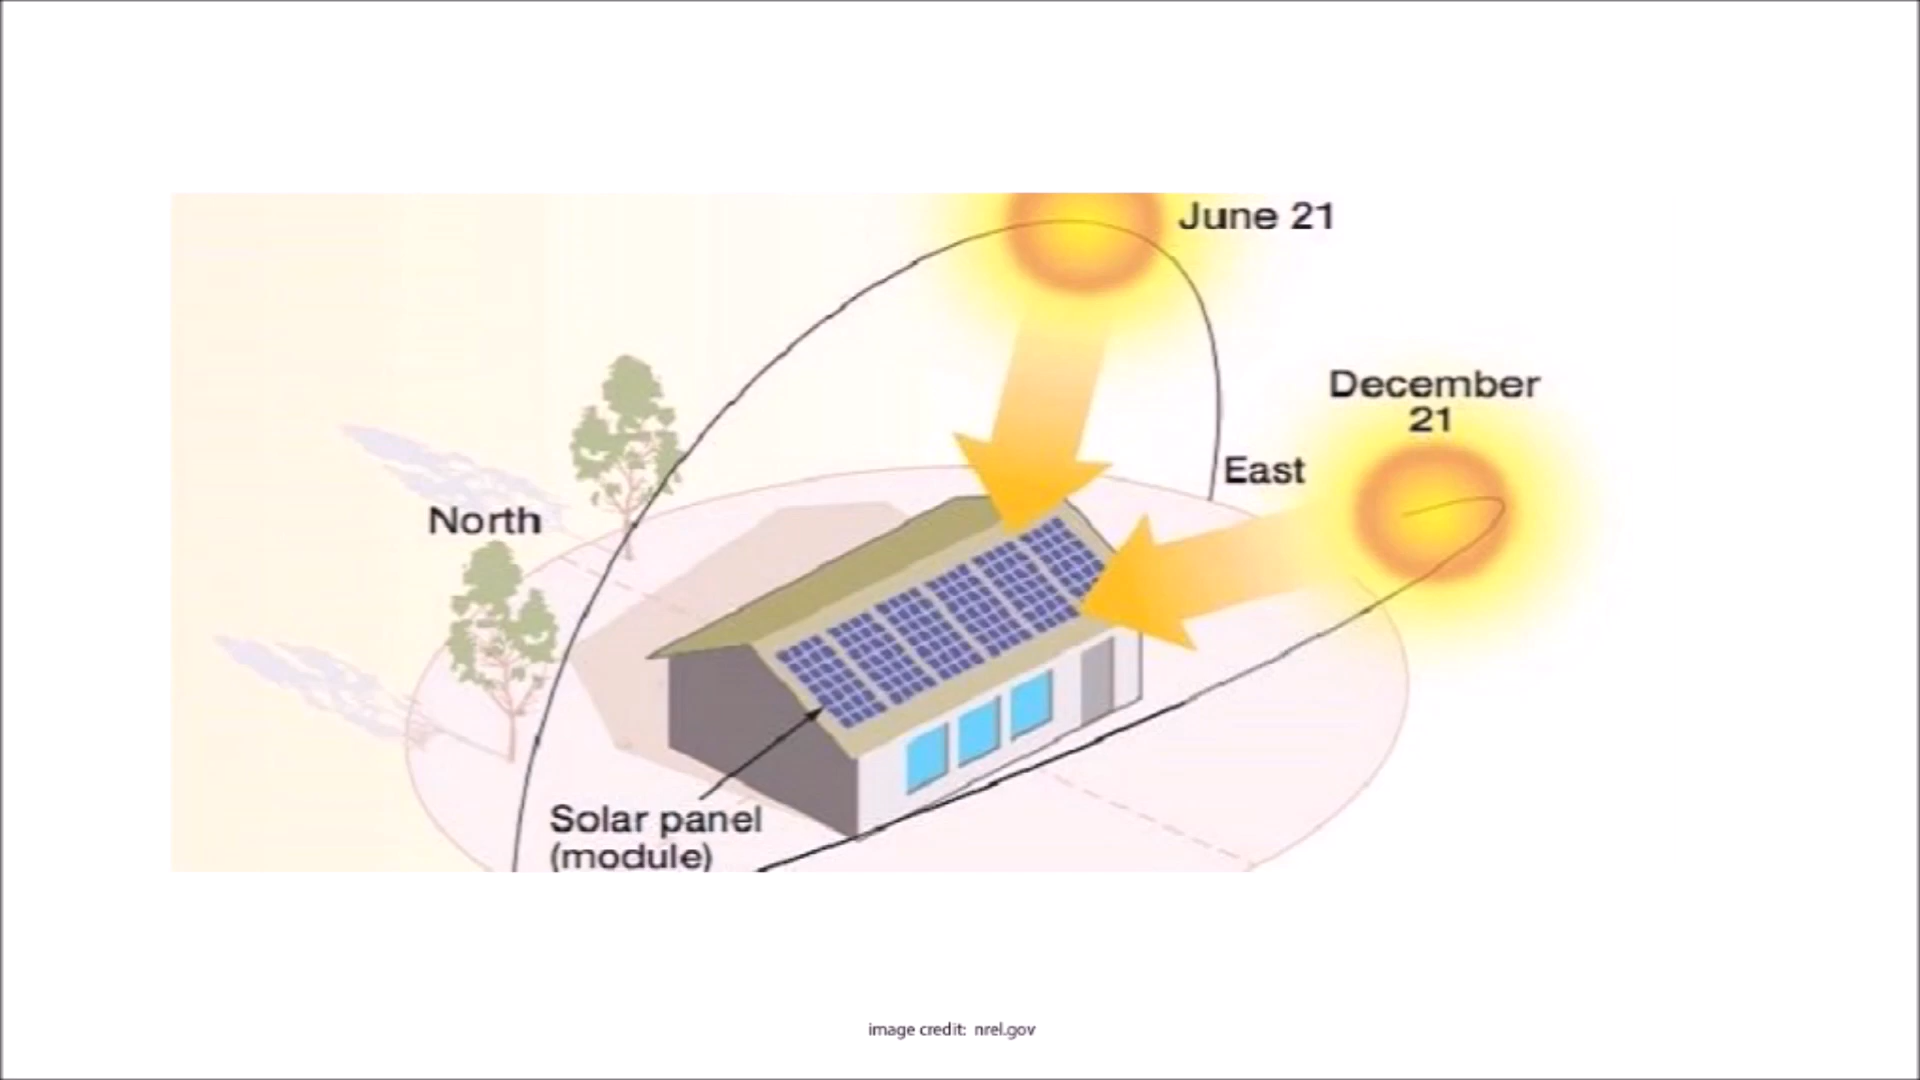 June 21
December
21
East
North
Solar panel
(module)
image credit: nrel.gov